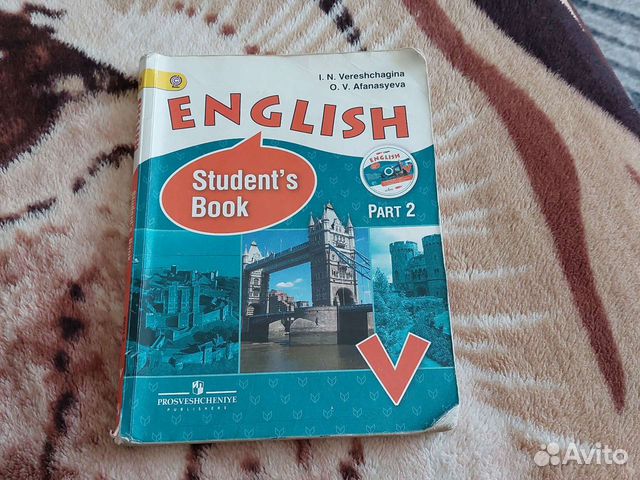 I. N. Vereshchagina
O. V. Afanasyeva
ENGLISH
ENGLISH
Student's
Book
PART 2
V
PROSVESHCHENIYE
PUBLISHERS
Avito